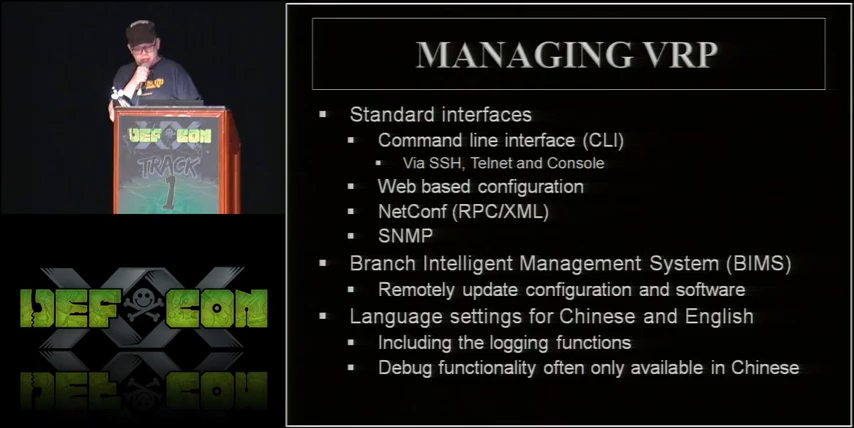 DEF CON
TRACK
1
DEF CON
MANAGING VRP
▪ Standard interfaces
▪ Command line interface (CLI)
▪ Via SSH, Telnet and Console
▪ Web based configuration
▪ NetConf (RPC/XML)
▪ SNMP
▪ Branch Intelligent Management System (BIMS)
▪ Remotely update configuration and software
▪ Language settings for Chinese and English
▪ Including the logging functions
▪ Debug functionality often only available in Chinese